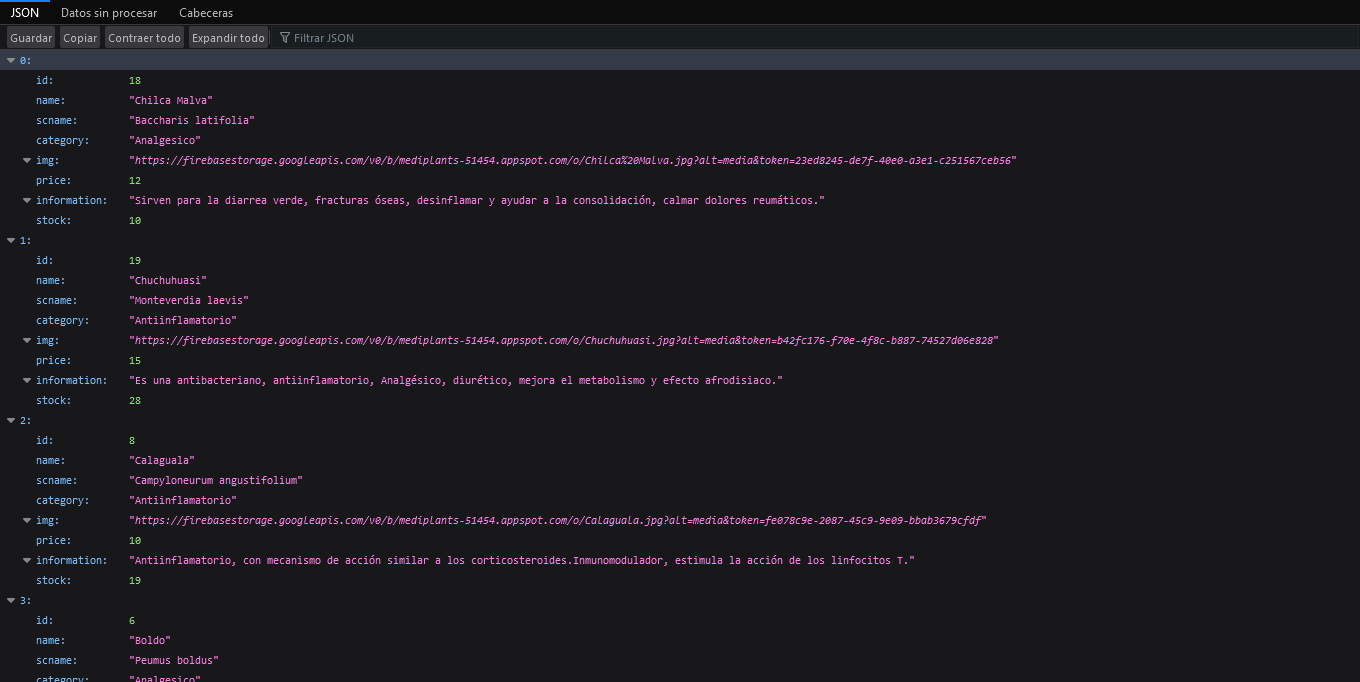 JSON Datos sin procesar Cabeceras
Guardar Copiar Contraer todo Expandir todo Filtrar JSON
0:
id: 18
name: "Chilca Malva"
scname: "Baccharis latifolia"
category: "Analgesico"
img: "https://firebasestorage.googleapis.com/v0/b/mediplants-51454.appspot.com/o/Chilca%20Malva.jpg?alt=media&token=23ed8245-de7f-40e0-a3e1-c251567ceb56"
price: 12
information: "Sirven para la diarrea verde, fracturas óseas, desinflamar y ayudar a la consolidación, calmar dolores reumáticos."
stock: 10
1:
id: 19
name: "Chuchuhuasi"
scname: "Monteverdia laevis"
category: "Antiinflamatorio"
img: "https://firebasestorage.googleapis.com/v0/b/mediplants-51454.appspot.com/o/Chuchuhuasi.jpg?alt=media&token=b42fc176-f70e-4f8c-b887-74527d06e828"
price: 15
information: "Es una antibacteriano, antiinflamatorio, Analgésico, diurético, mejora el metabolismo y efecto afrodisiaco."
stock: 28
2:
id: 8
name: "Calaguala"
scname: "Campyloneurum angustifolium"
category: "Antiinflamatorio"
img: "https://firebasestorage.googleapis.com/v0/b/mediplants-51454.appspot.com/o/Calaguala.jpg?alt=media&token=fe078c9e-2087-45c9-9e09-bbab3679cfdf"
price: 10
information: "Antiinflamatorio, con mecanismo de acción similar a los corticosteroides.Inmunomodulador, estimula la acción de los linfocitos T."
stock: 19
3:
id: 6
name: "Boldo"
scname: "Peumus boldus"
category: "Analgesico"